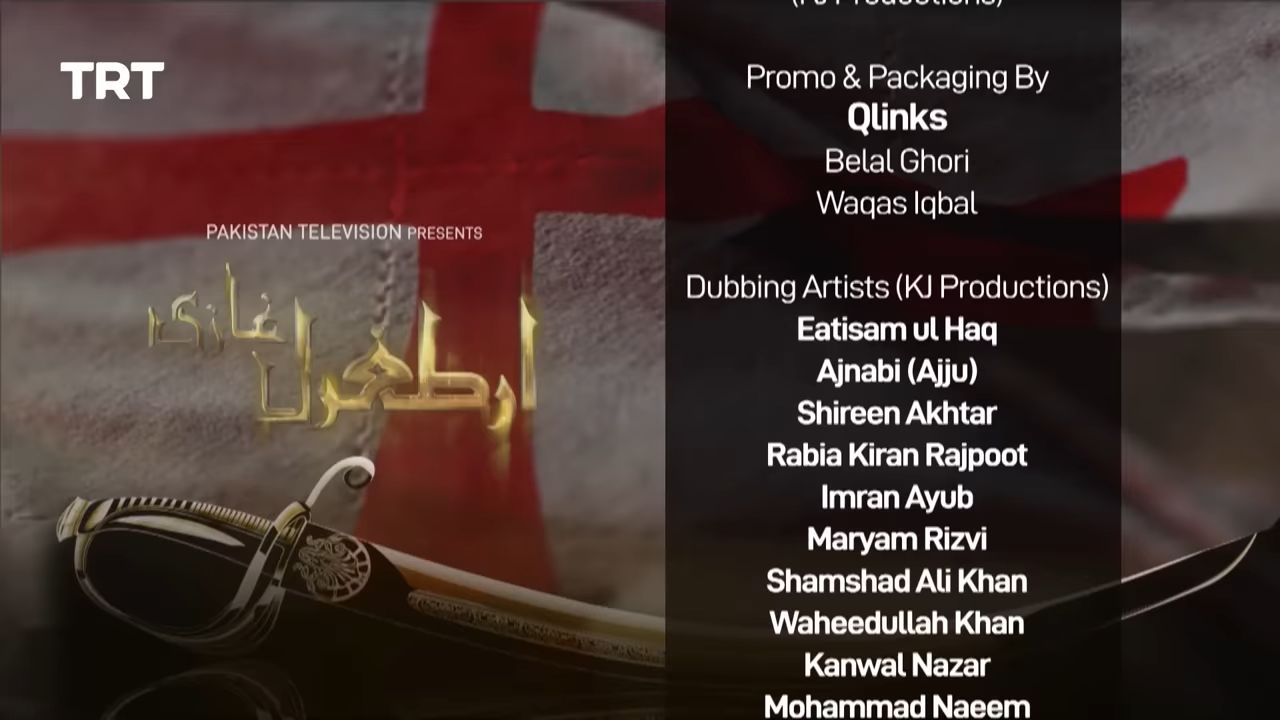 TRT
PAKISTAN TELEVISION PRESENTS
ارطغرل
غازی
(KJ Productions)
Promo & Packaging By
Qlinks
Belal Ghori
Waqas Iqbal
Dubbing Artists (KJ Productions)
Eatisam ul Haq
Ajnabi (Ajju)
Shireen Akhtar
Rabia Kiran Rajpoot
Imran Ayub
Maryam Rizvi
Shamshad Ali Khan
Waheedullah Khan
Kanwal Nazar
Mohammad Naeem